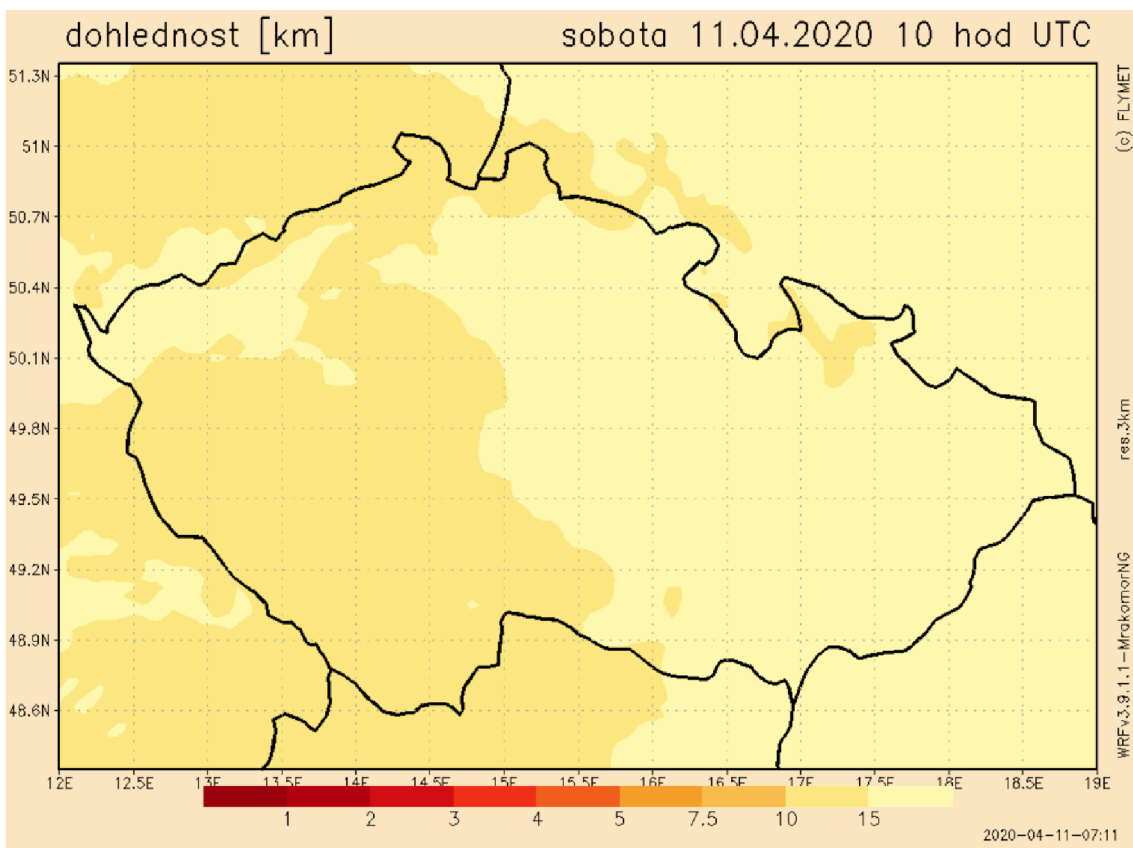 dohlednost [km] sobota 11.04.2020 10 hod UTC
51.3N
51N
50.7N
50.4N
50.1N
49.8N
49.5N
49.2N
48.9N
48.6N
12E 12.5E 13E 13.5E 14E 14.5E 15E 15.5E 16E 16.5E 17E 17.5E 18E 18.5E 19E
1 2 3 4 5 7.5 10 15
2020-04-11-07:11
(c) FLYMET
res.3km
WRFv3.9.1.1-MrakomorNG